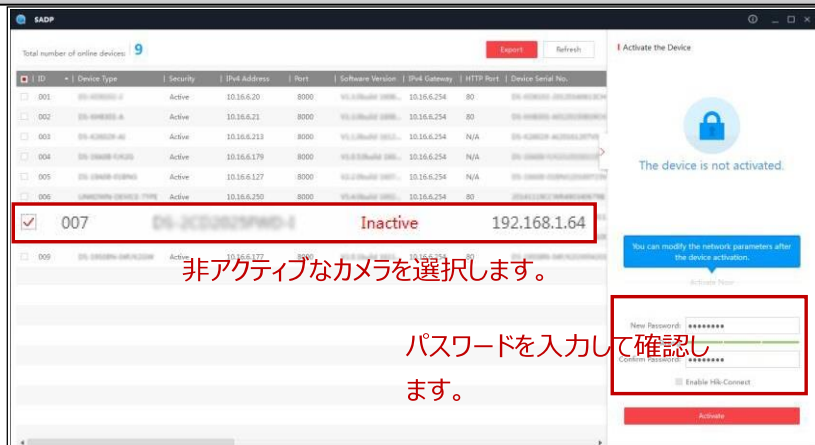 SADP
Total number of online devices: 9
Export
Refresh
ID | Device Type | Security | IPv4 Address | Port | Software Version | IPv4 Gateway | HTTP Port | Device Serial No.
001 Active 10.16.6.20 8000 10.16.6.254 80
002 Active 10.16.6.21 8000 10.16.6.254 80
003 Active 10.16.6.213 8000 10.16.6.254 N/A
004 Active 10.16.6.179 8000 10.16.6.254 N/A
005 Active 10.16.6.127 8000 10.16.6.254 N/A
006 UNKNOWN-DEVICE-TYPE Active 10.16.6.250 8000 10.16.6.254 80
007 Inactive 192.168.1.64
009 Active 10.16.6.177 8000 10.16.6.254 80
非アクティブなカメラを選択します。
パスワードを入力して確認し
ます。
Activate the Device
The device is not activated.
You can modify the network parameters after
the device activation.
Activate Now
New Password:
Confirm Password:
Enable Hik-Connect
Activate